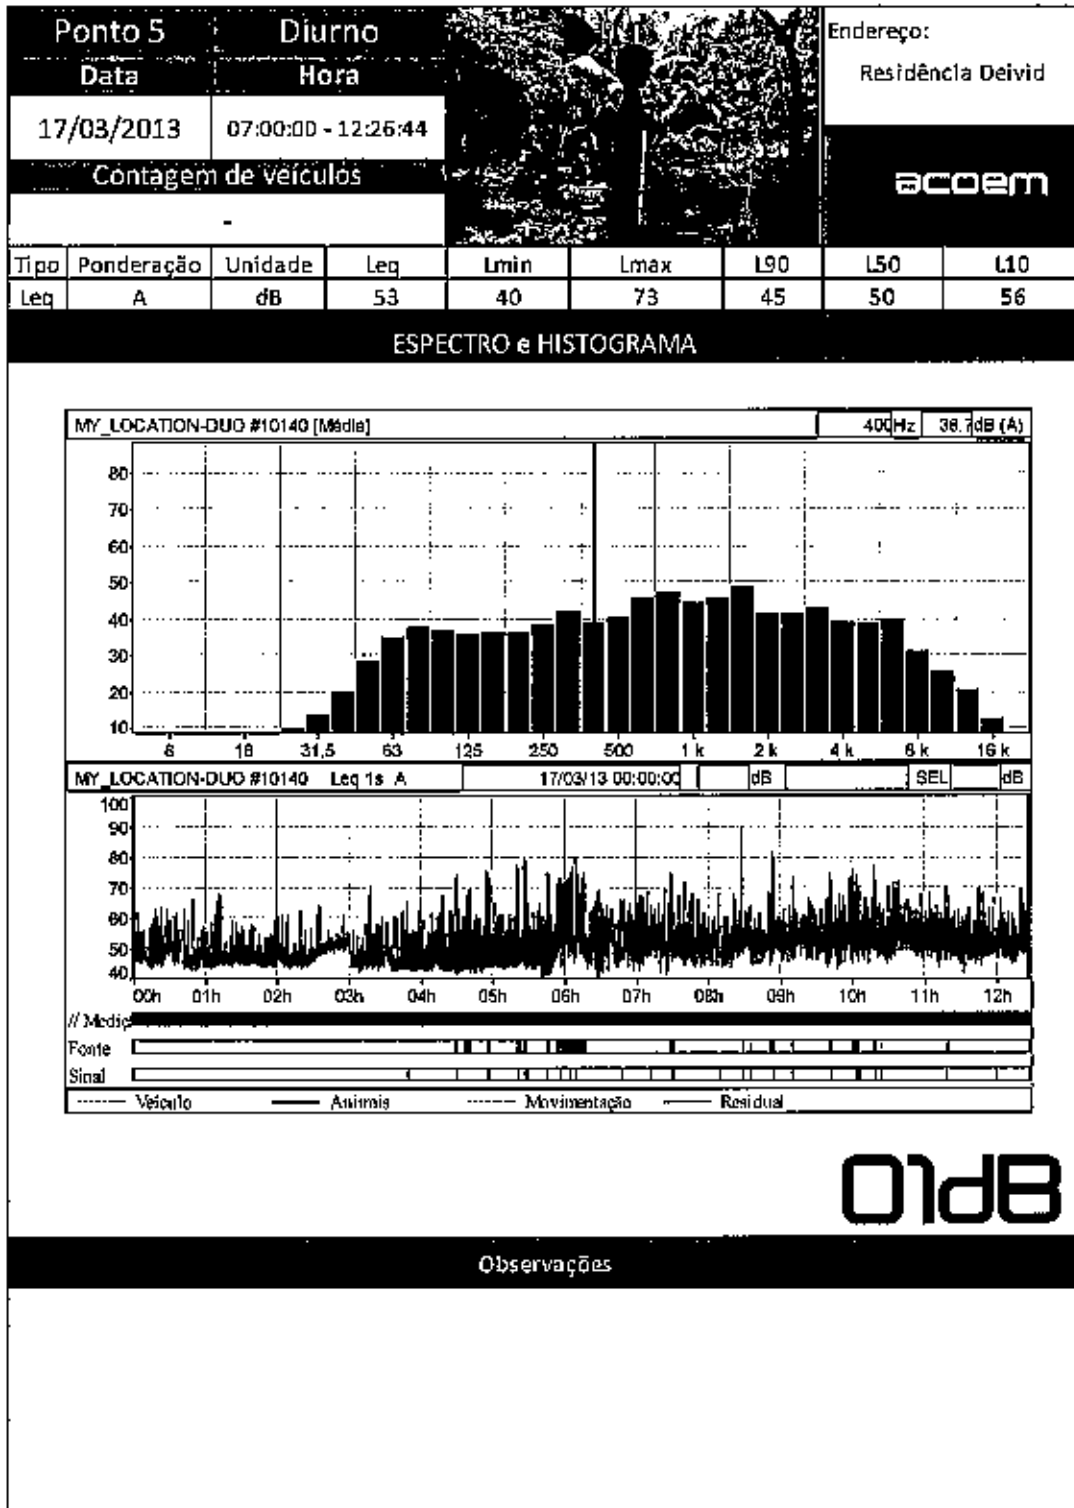 Ponto 5 Diurno
Data Hora
17/03/2013 07:00:00 - 12:26:44
Contagem de Veículos
-
Endereço:
Residência Deivid
acoem
Tipo Ponderação Unidade Leq Lmin Lmax L90 L50 L10
Leq A dB 53 40 73 45 50 56
ESPECTRO e HISTOGRAMA
MY_LOCATION-DUO #10140 [Média] 400Hz 38.7dB (A)
80
70
60
50
40
30
20
10
8 16 31,5 63 125 250 500 1 k 2 k 4 k 8 k 16 k
MY_LOCATION-DUO #10140 Leq 1s A 17/03/13 00:00:00 dB SEL dB
100
90
80
70
60
50
40
00h 01h 02h 03h 04h 05h 06h 07h 08h 09h 10h 11h 12h
// Mediç
Fonte
Sinal
Veículo Animais Movimentação Residual
01dB
Observações